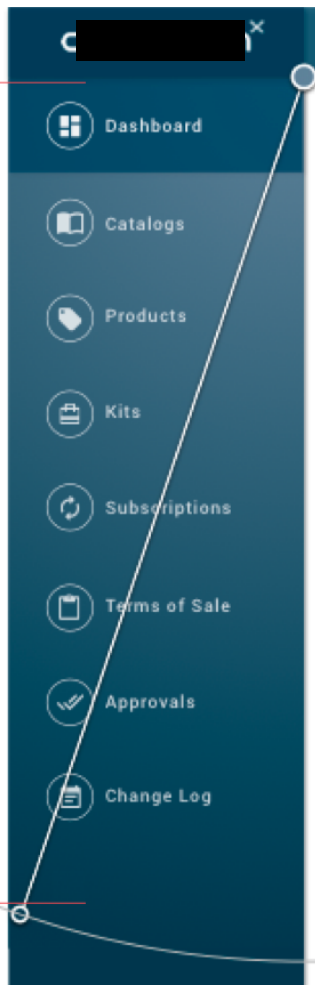 Dashboard
Catalogs
Products
Kits
Subscriptions
Terms of Sale
Approvals
Change Log